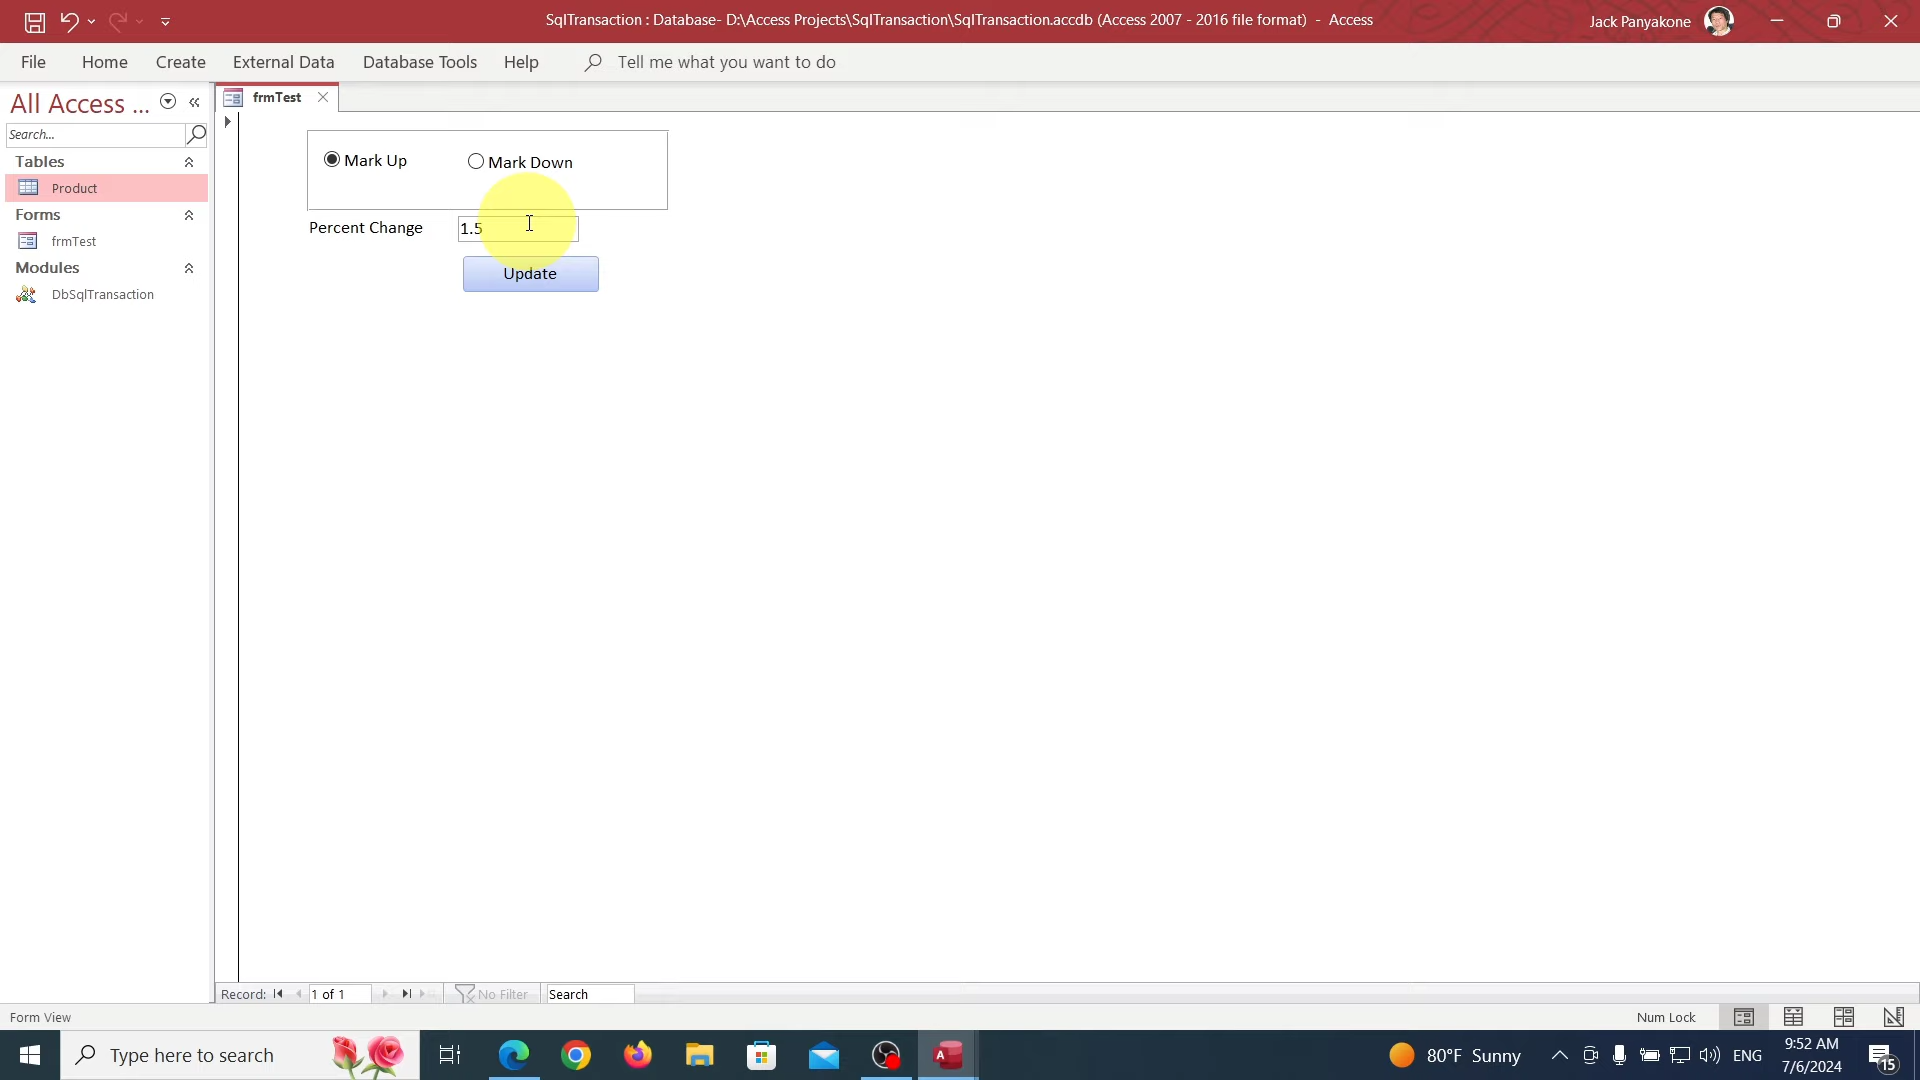 SqlTransaction : Database- D:\Access Projects\SqlTransaction\SqlTransaction.accdb (Access 2007 - 2016 file format) - Access
Jack Panyakone
File Home Create External Data Database Tools Help Tell me what you want to do
All Access ...
frmTest
Search...
Tables
Product
Forms
frmTest
Modules
DbSqlTransaction
Mark Up Mark Down
Percent Change 1.5
Update
Record: 1 of 1 No Filter Search
Form View
Num Lock
Type here to search
80°F Sunny
ENG
9:52 AM
7/6/2024
15